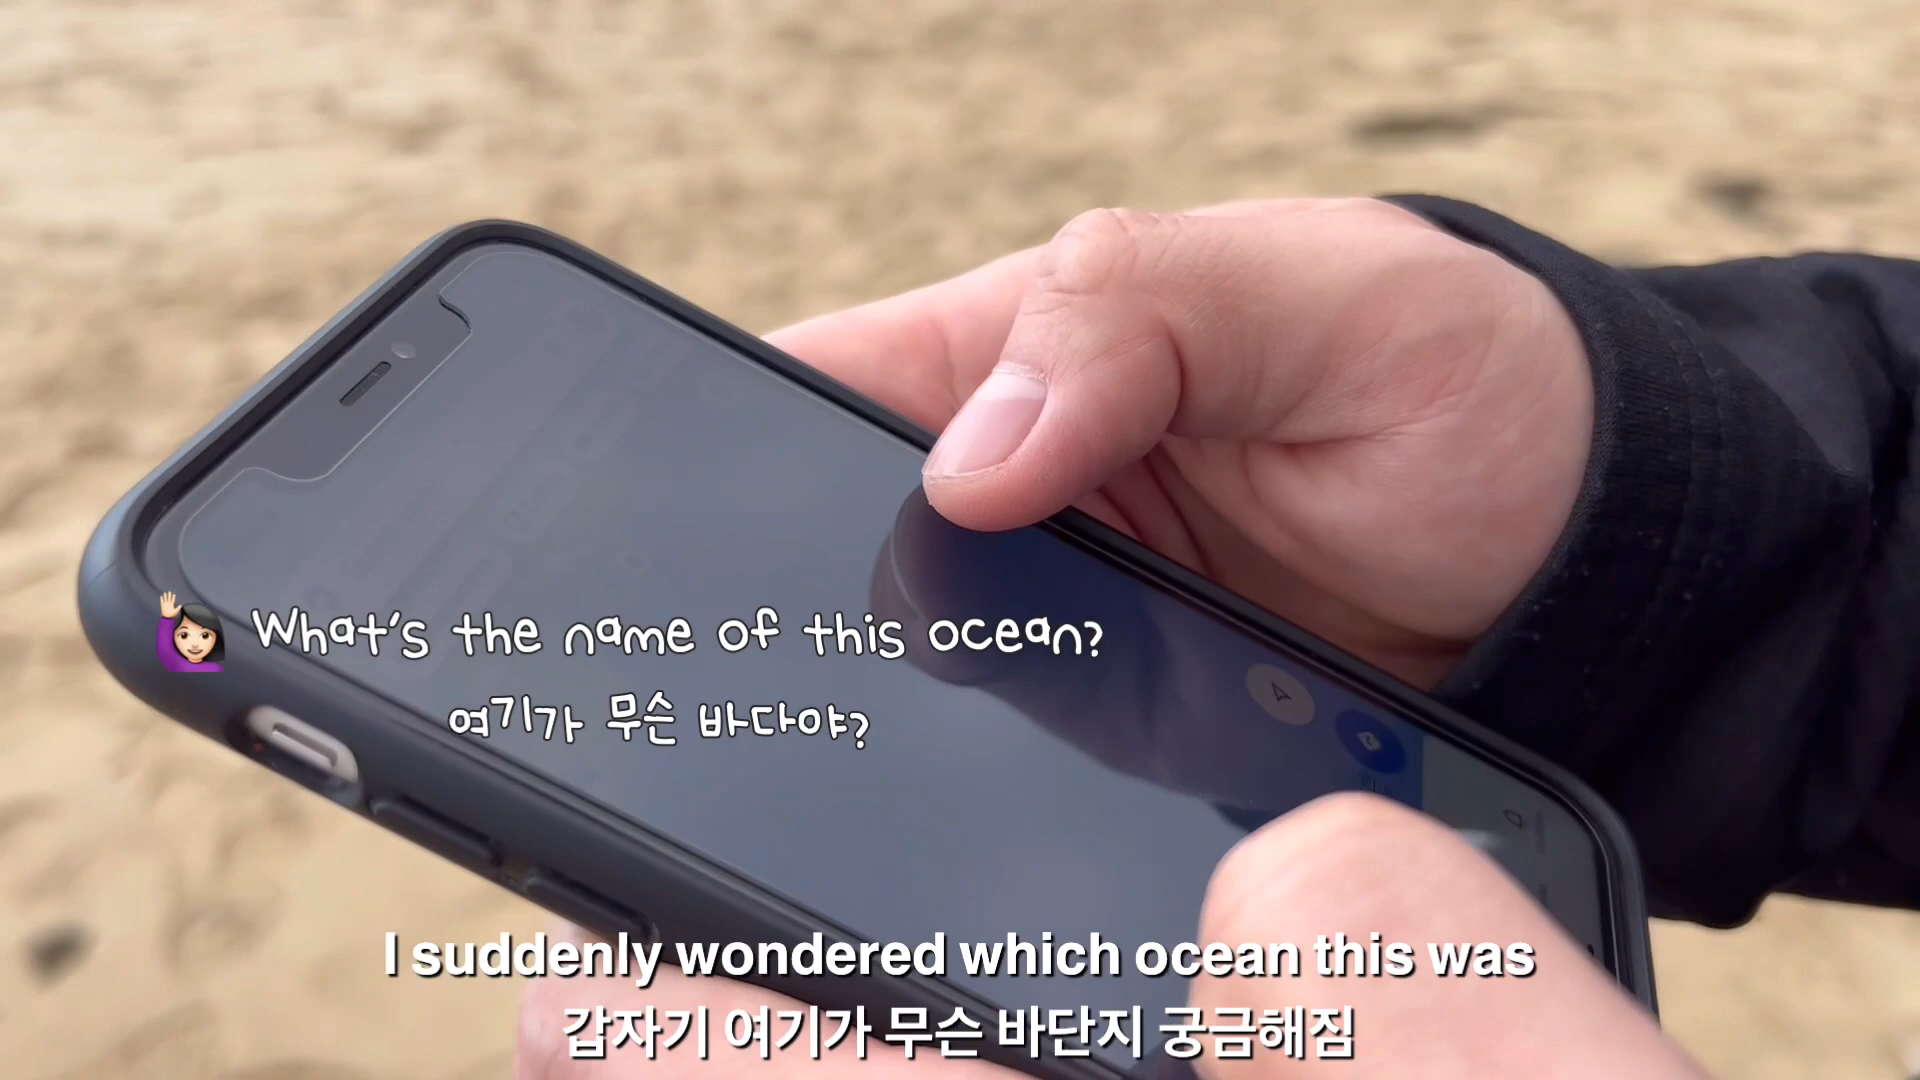 What's the name of this ocean?
여기가 무슨 바다야?
I suddenly wondered which ocean this was
갑자기 여기가 무슨 바단지 궁금해짐